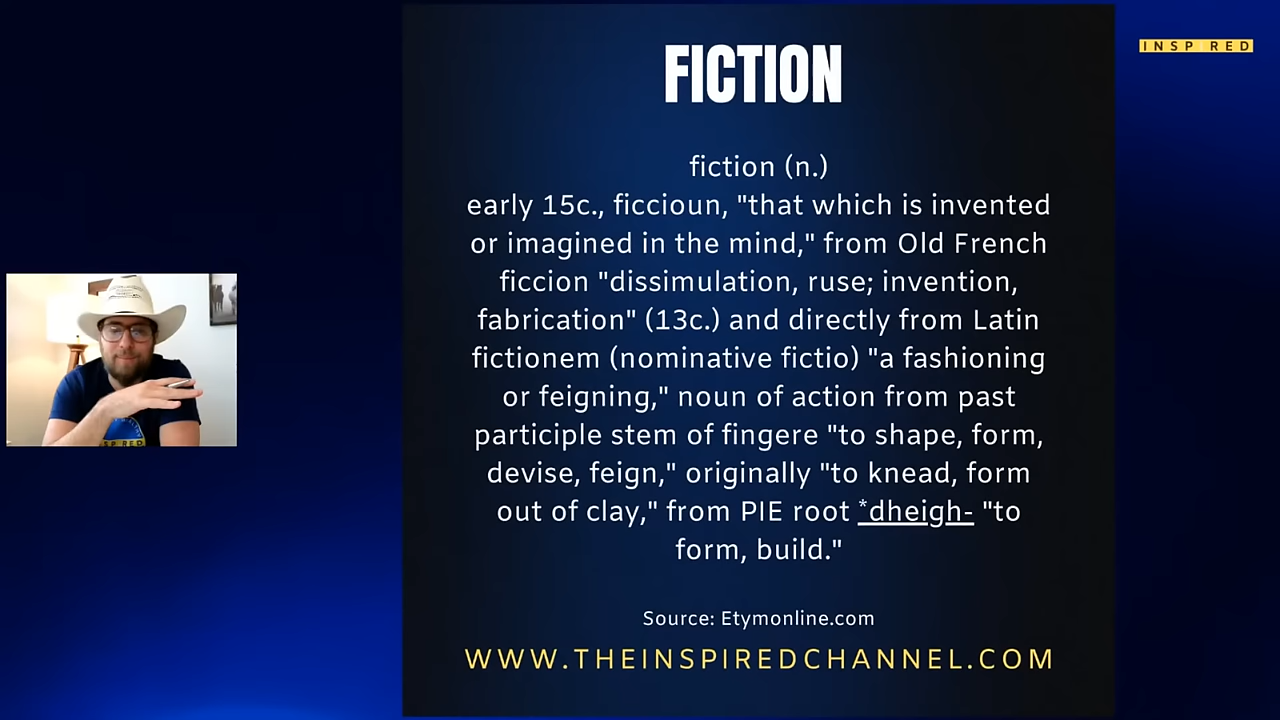 FICTION
INSPIRED
fiction (n.)
early 15c., ficcioun, "that which is invented
or imagined in the mind," from Old French
ficcion "dissimulation, ruse; invention,
fabrication" (13c.) and directly from Latin
fictionem (nominative fictio) "a fashioning
or feigning," noun of action from past
participle stem of fingere "to shape, form,
devise, feign," originally "to knead, form
out of clay," from PIE root *dheigh- "to
form, build."
Source: Etymonline.com
WWW.THEINSPIREDCHANNEL.COM